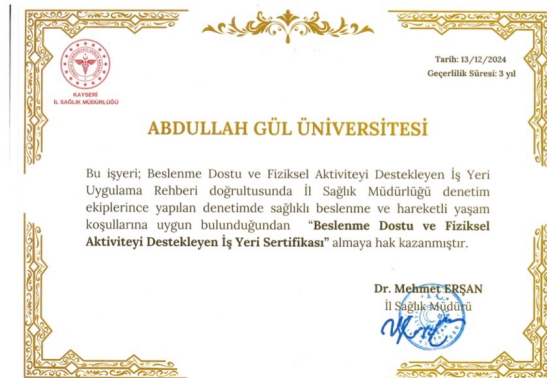 Tarih: 13/12/2024
Geçerlilik Süresi: 3 yıl
KAYSERİ
İL SAĞLIK MÜDÜRLÜĞÜ
ABDULLAH GÜL ÜNİVERSİTESİ
Bu işyeri; Beslenme Dostu ve Fiziksel Aktiviteyi Destekleyen İş Yeri
Uygulama Rehberi doğrultusunda İl Sağlık Müdürlüğü denetim
ekiplerince yapılan denetimde sağlıklı beslenme ve hareketli yaşam
koşullarına uygun bulunduğundan “Beslenme Dostu ve Fiziksel
Aktiviteyi Destekleyen İş Yeri Sertifikası” almaya hak kazanmıştır.
Dr. Mehmet ERŞAN
İl Sağlık Müdürü